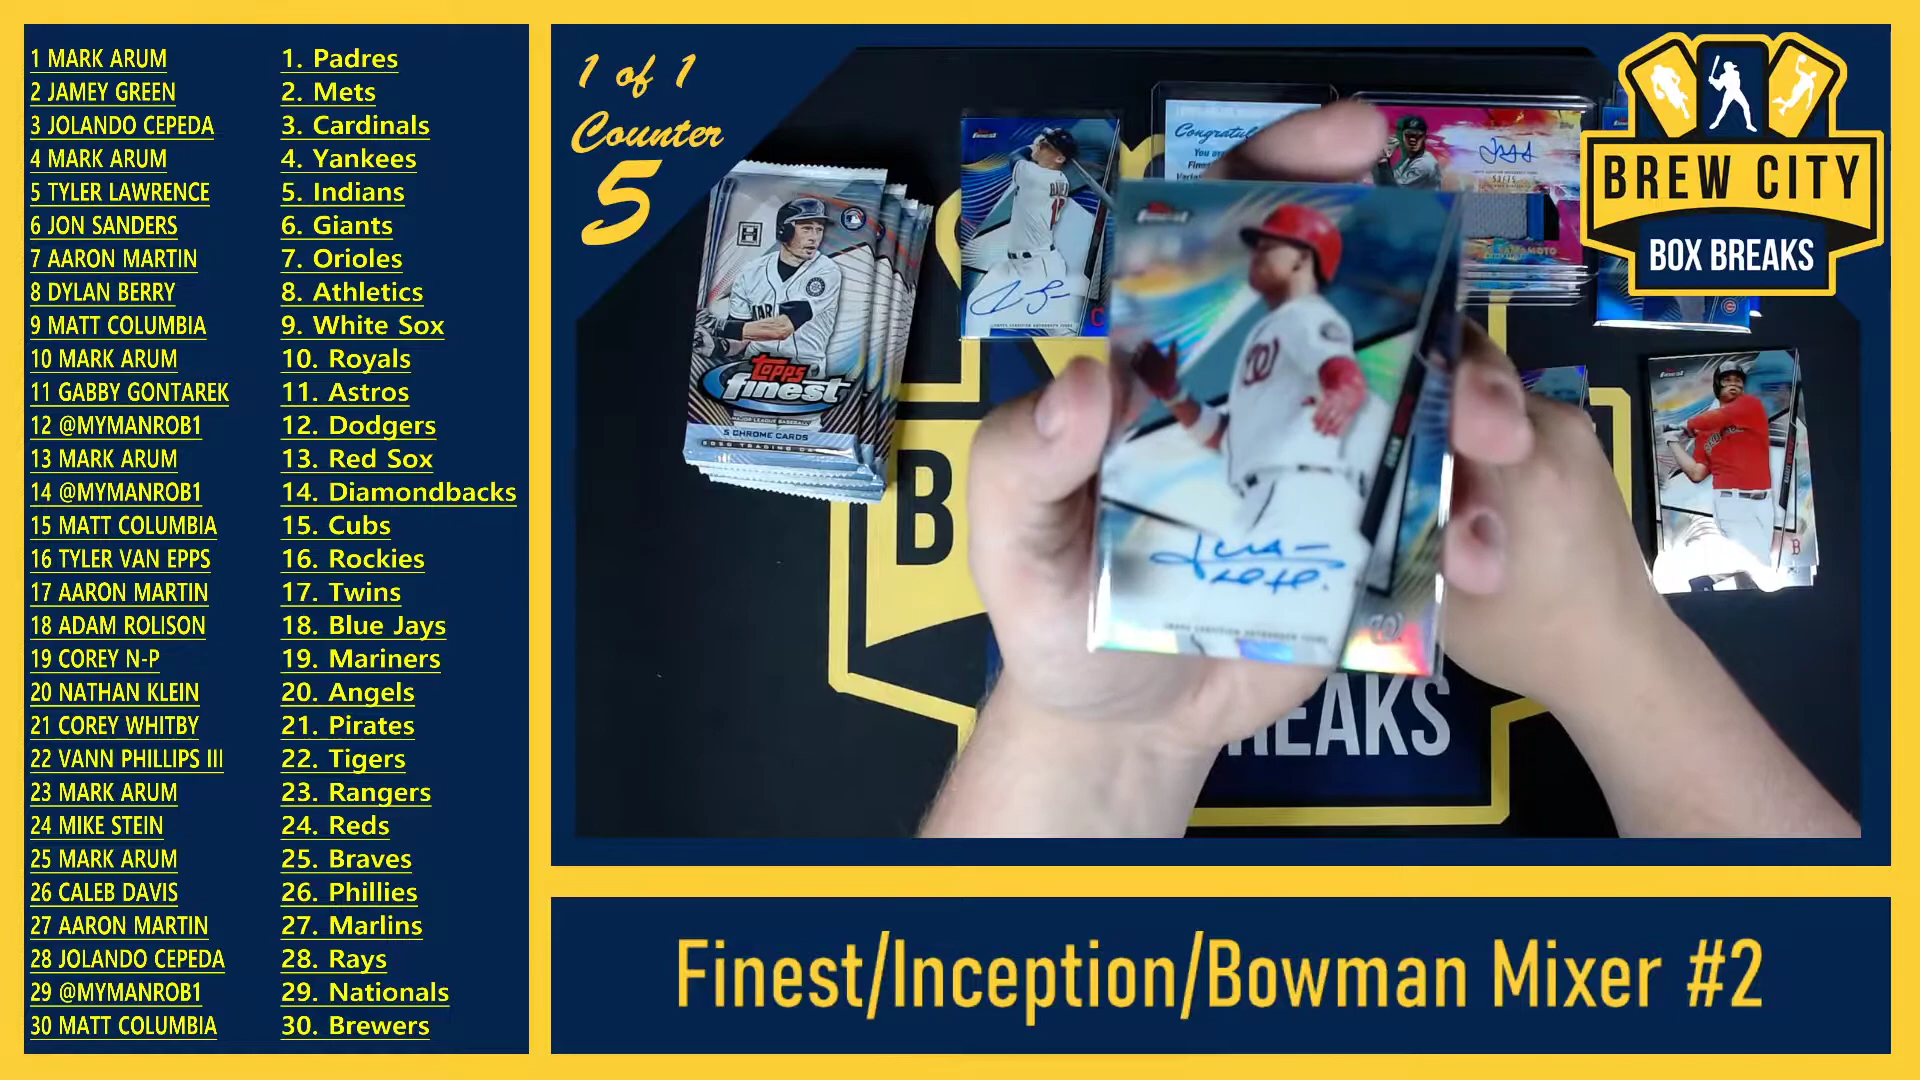 1 MARK ARUM 1. Padres
2 JAMEY GREEN 2. Mets
3 JOLANDO CEPEDA 3. Cardinals
4 MARK ARUM 4. Yankees
5 TYLER LAWRENCE 5. Indians
6 JON SANDERS 6. Giants
7 AARON MARTIN 7. Orioles
8 DYLAN BERRY 8. Athletics
9 MATT COLUMBIA 9. White Sox
10 MARK ARUM 10. Royals
11 GABBY GONTAREK 11. Astros
12 @MYMANROB1 12. Dodgers
13 MARK ARUM 13. Red Sox
14 @MYMANROB1 14. Diamondbacks
15 MATT COLUMBIA 15. Cubs
16 TYLER VAN EPPS 16. Rockies
17 AARON MARTIN 17. Twins
18 ADAM ROLISON 18. Blue Jays
19 COREY N-P 19. Mariners
20 NATHAN KLEIN 20. Angels
21 COREY WHITBY 21. Pirates
22 VANN PHILLIPS III 22. Tigers
23 MARK ARUM 23. Rangers
24 MIKE STEIN 24. Reds
25 MARK ARUM 25. Braves
26 CALEB DAVIS 26. Phillies
27 AARON MARTIN 27. Marlins
28 JOLANDO CEPEDA 28. Rays
29 @MYMANROB1 29. Nationals
30 MATT COLUMBIA 30. Brewers
1 of 1
Counter
5
BREW CITY
BOX BREAKS
H
Topps
finest
MAJOR LEAGUE BASEBALL
5 CHROME CARDS
Finest
W
B
REAKS
Finest/Inception/Bowman Mixer #2